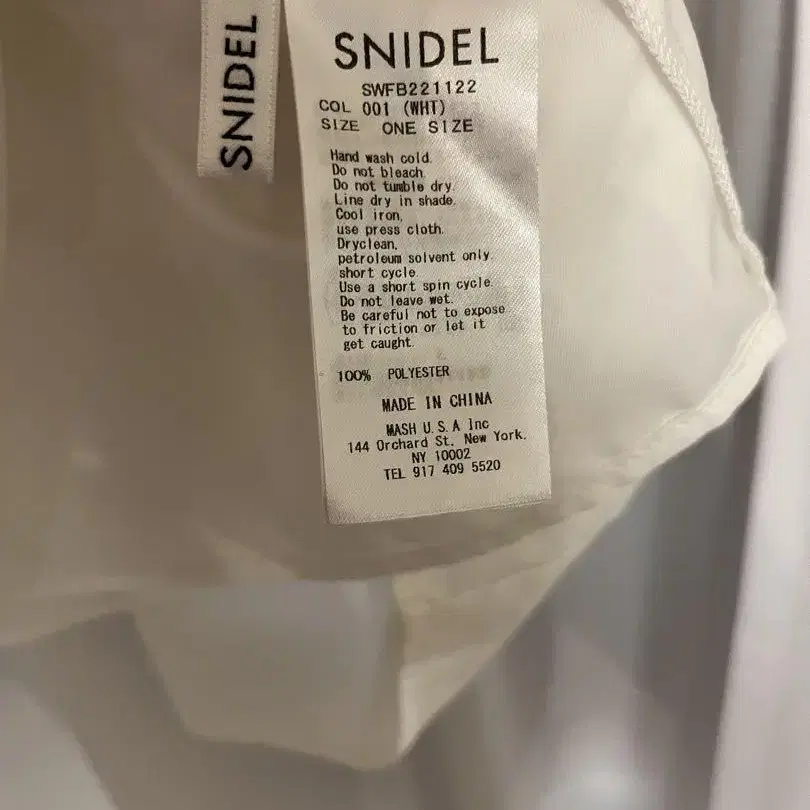 SNIDEL
SNIDEL
SWFB221122
COL 001 (WHT)
SIZE ONE SIZE
Hand wash cold.
Do not bleach.
Do not tumble dry.
Line dry in shade.
Cool iron,
use press cloth.
Dryclean,
petroleum solvent only.
short cycle.
Use a short spin cycle.
Do not leave wet.
Be careful not to expose
to friction or let it
get caught.
100% POLYESTER
MADE IN CHINA
MASH U.S.A Inc
144 Orchard St. New York.
NY 10002
TEL 917 409 5520